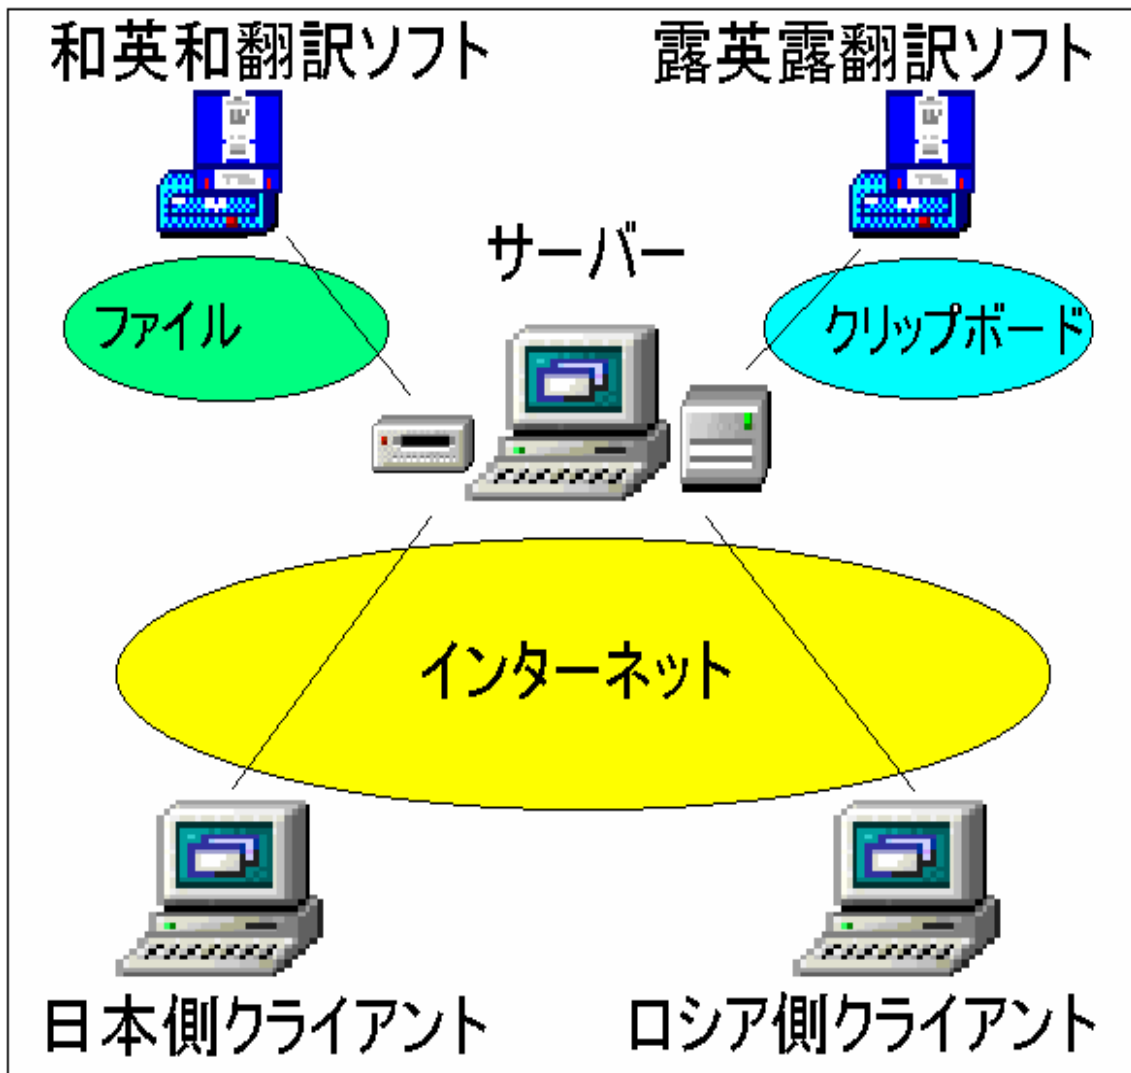 和英和翻訳ソフト
露英露翻訳ソフト
サーバー
ファイル
クリップボード
インターネット
日本側クライアント
ロシア側クライアント